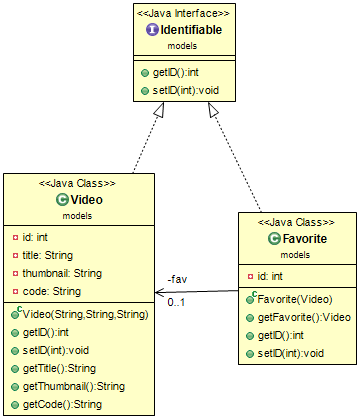 <<Java Interface>>
Identifiable
models
getID():int
setID(int):void
<<Java Class>>
Video
models
id: int
title: String
thumbnail: String
code: String
Video(String,String,String)
getID():int
setID(int):void
getTitle():String
getThumbnail():String
getCode():String
-fav
0..1
<<Java Class>>
Favorite
models
id: int
Favorite(Video)
getFavorite():Video
getID():int
setID(int):void